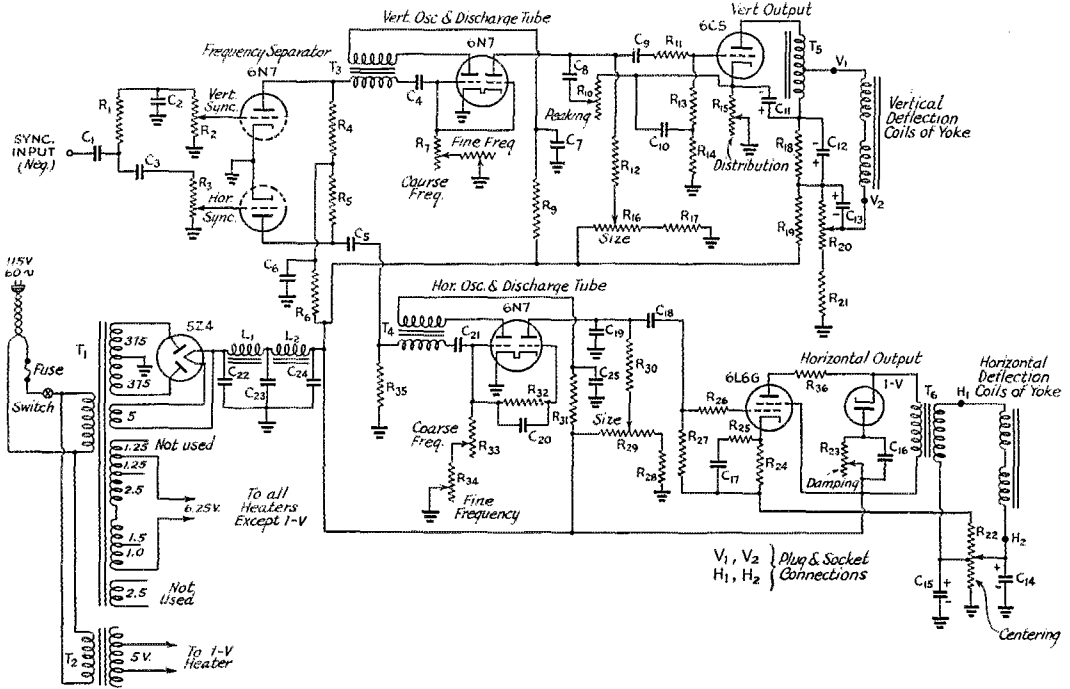 Vert. Osc & Discharge Tube
Vert Output
6N7
6C5
T5
V1
Frequency Separator
6N7
T3
C4
C8
C9
R11
R10
Peaking
R13
R15
C11
Vertical
Deflection
Coils of Yoke
R1
C2
Vert.
Sync.
R2
C1
SYNC.
INPUT
(Neg.)
C3
R3
Hor.
Sync.
R4
R5
R7
Fine Freq
Coarse
Freq.
C7
C10
R14
Distribution
R18
C12
R12
R9
R16
Size
R17
R19
C13
V2
R20
R21
C5
C6
R6
115V
60~
Fuse
Switch
T1
375
375
5
5Z4
L1
L2
C22
C23
C24
Hor. Osc. & Discharge Tube
6N7
T4
C21
C18
C19
R30
C25
R35
R32
C20
R31
Coarse
Freq.
R33
R34
Fine
Frequency
Size
R29
R28
R27
R26
6L6G
R25
C17
R24
Horizontal Output
R36
1-V
T6
R23
Damping
C16
Horizontal
Deflection
Coils of Yoke
H1
H2
R22
C15
C14
Centering
1.25 Not used
1.25
2.5
6.25V.
To all
Heaters
Except 1-V
1.5
1.0
2.5
Not
Used
T2
5V.
To 1-V
Heater
V1, V2
H1, H2
Plug & Socket
Connections